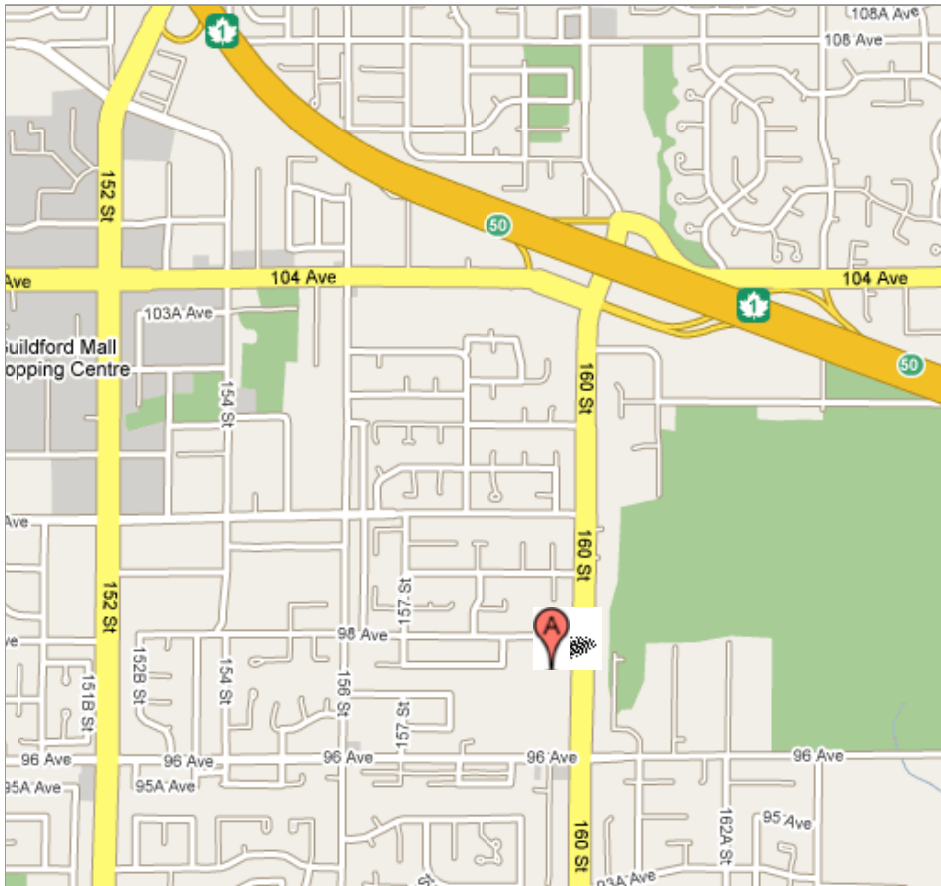 108A Ave
1
108 Ave
152 St
50
Ave
104 Ave
104 Ave
1
103A Ave
Guildford Mall
opping Centre
50
154 St
160 St
Ave
160 St
157 St
152 St
A
ve
98 Ave
151B St
152B St
154 St
156 St
157 St
96 Ave
96 Ave
96 Ave
96 Ave
96 Ave
95A Ave
95A Ave
160 St
162A St
95 Ave
St
93A Ave